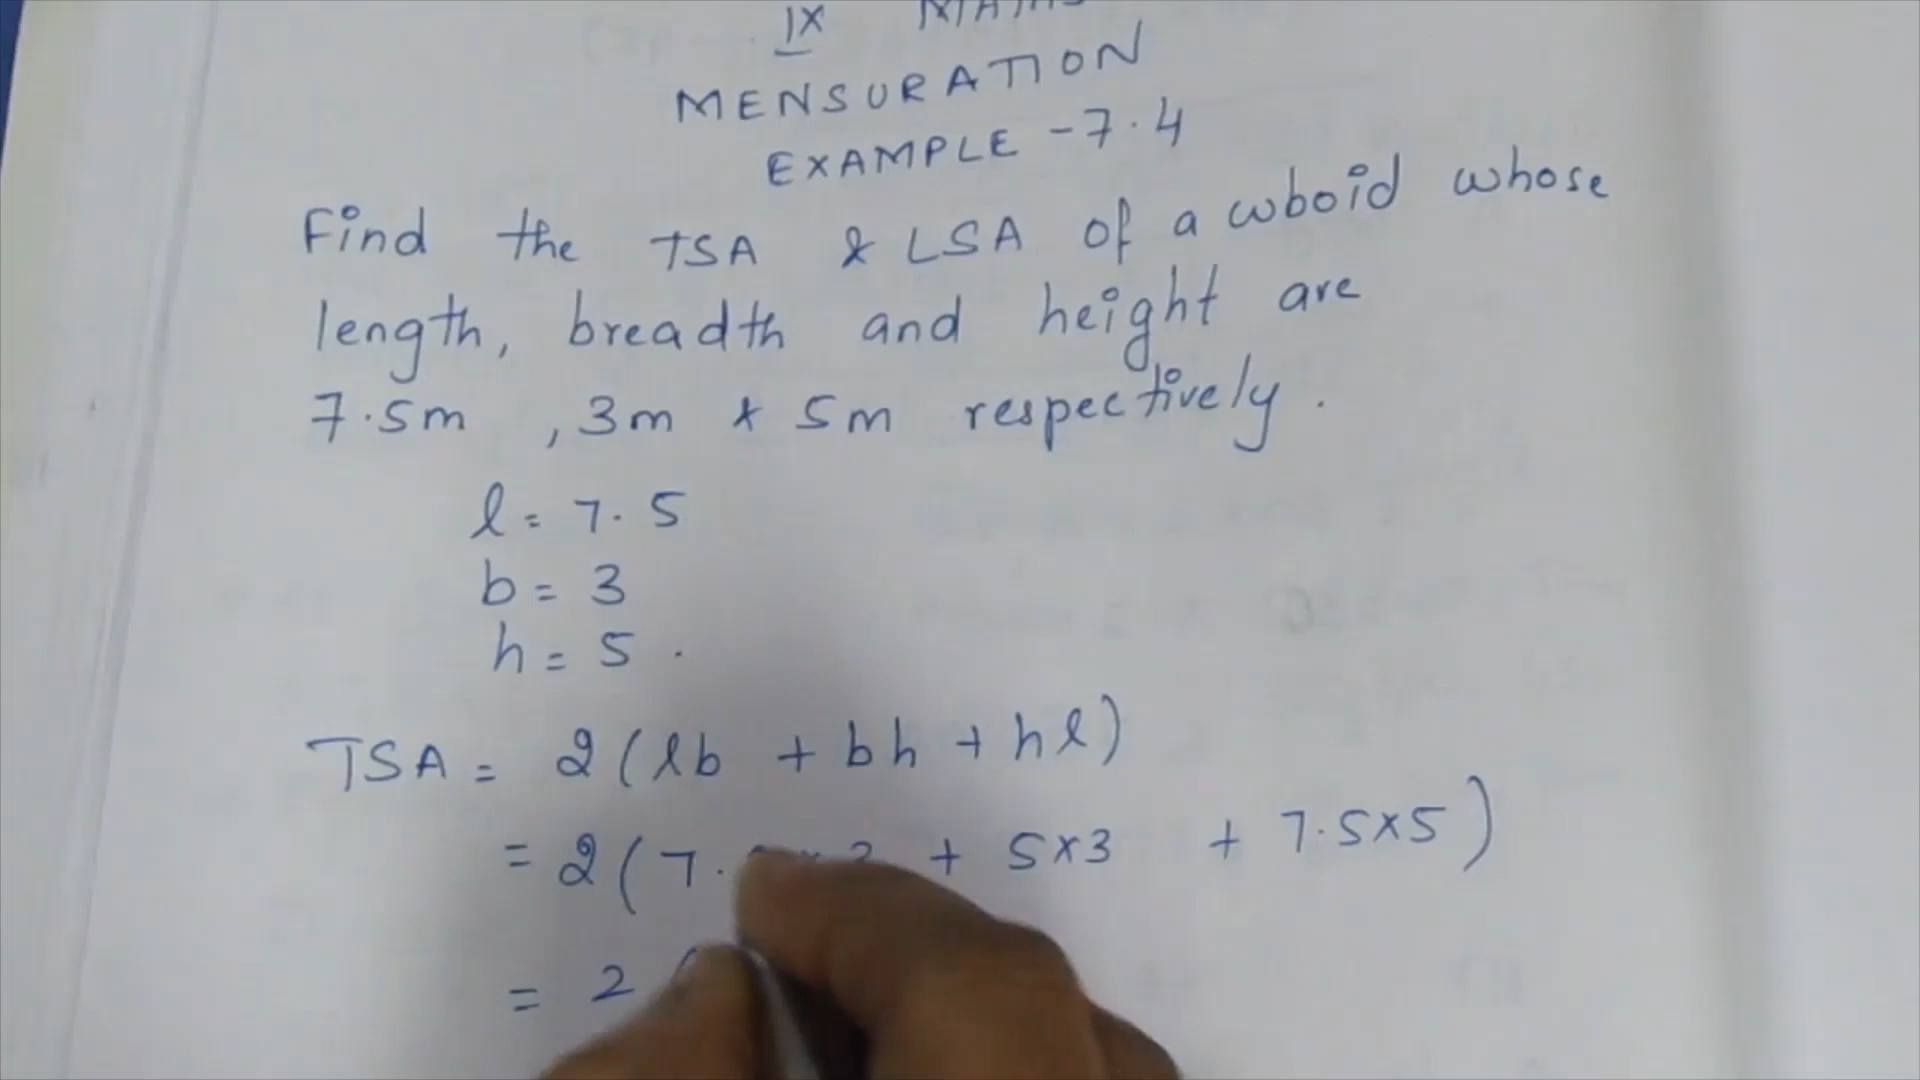 IX MATHS
MENSURATION
EXAMPLE - 7.4
Find the TSA & LSA of a cuboid whose
length, breadth and height are
7.5m , 3m & 5m respectively.
l = 7.5
b = 3
h = 5 .
TSA = 2(lb + bh + hl)
= 2(7. + 5x3 + 7.5x5)
= 2 (